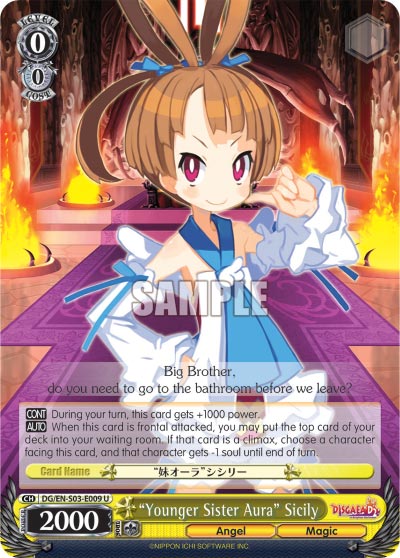 LEVEL
0
0
COST
SAMPLE
Big Brother,
do you need to go to the bathroom before we leave?
CONT During your turn, this card gets +1000 power.
AUTO When this card is frontal attacked, you may put the top card of
your deck into your waiting room. If that card is a climax, choose a character
facing this card, and that character gets -1 soul until end of turn.
Card Name "妹オーラ"シシリー
CD DG/EN-S03-E009 U
POWER 2000 SOUL "Younger Sister Aura" Sicily DISGAEA D2
Angel Magic
©NIPPON ICHI SOFTWARE INC.